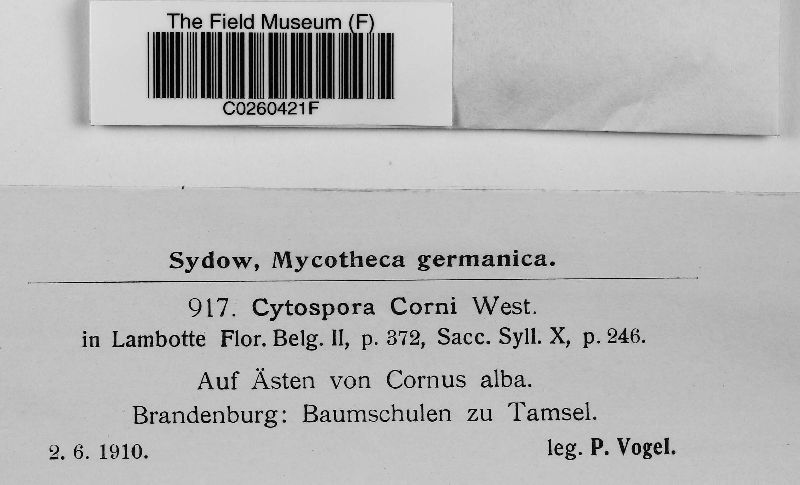 The Field Museum (F)
C0260421F
Sydow, Mycotheca germanica.
917. Cytospora Corni West.
in Lambotte Flor. Belg. II, p. 372, Sacc. Syll. X, p. 246.
Auf Ästen von Cornus alba.
Brandenburg: Baumschulen zu Tamsel.
2. 6. 1910. leg. P. Vogel.